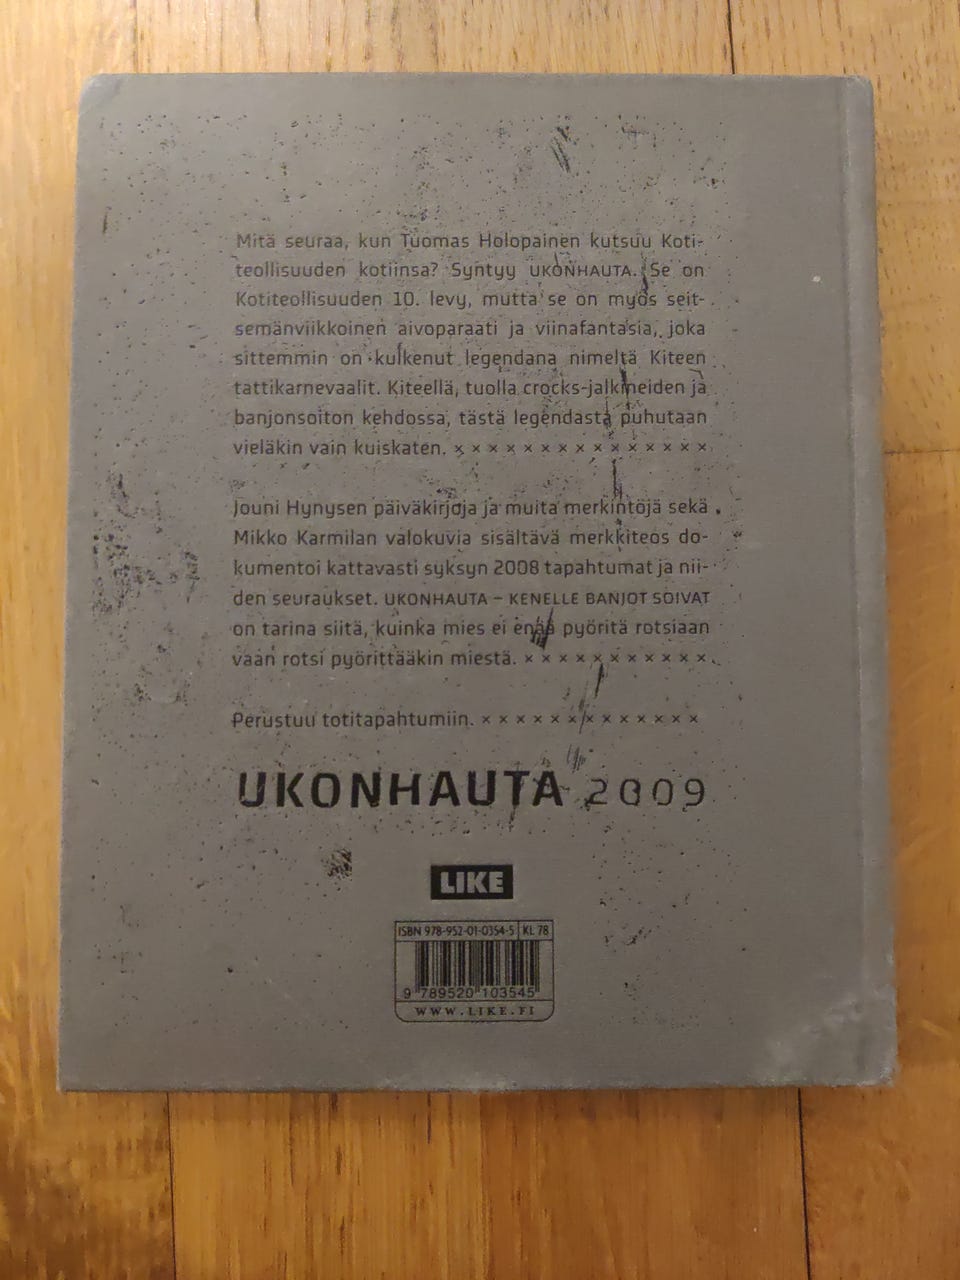 Mitä seuraa, kun Tuomas Holopainen kutsuu Koti-
teollisuuden kotiinsa? Syntyy UKONHAUTA. Se on
Kotiteollisuuden 10. levy, mutta se on myös seit-
semänviikkoinen aivoparaati ja viinafantasia, joka
sittemmin on kulkenut legendana nimeltä Kiteen
tattikarnevaalit. Kiteellä, tuolla crocks-jalkineiden ja
banjonsoiton kehdossa, tästä legendasta puhutaan
vieläkin vain kuiskaten. × × × × × × × × × × × × × × ×
Jouni Hynysen päiväkirjoja ja muita merkintöjä sekä
Mikko Karmilan valokuvia sisältävä merkkiteos do-
kumentoi kattavasti syksyn 2008 tapahtumat ja nii-
den seuraukset. UKONHAUTA – KENELLE BANJOT SOIVAT
on tarina siitä, kuinka mies ei enää pyöritä rotsiaan
vaan rotsi pyörittääkin miestä. × × × × × × × × × × ×
Perustuu totitapahtumiin. × × × × × × × × × × × × ×
UKONHAUTA 2009
LIKE
ISBN 978-952-01-0354-5 KL 78
9 789520 103545
WWW.LIKE.FI